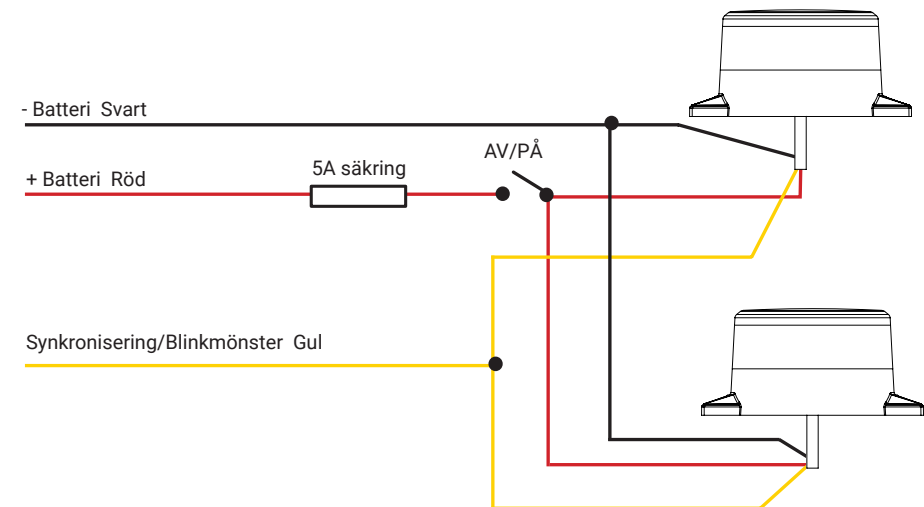 - Batteri Svart
AV/PÅ
5A säkring
+ Batteri Röd
Synkronisering/Blinkmönster Gul